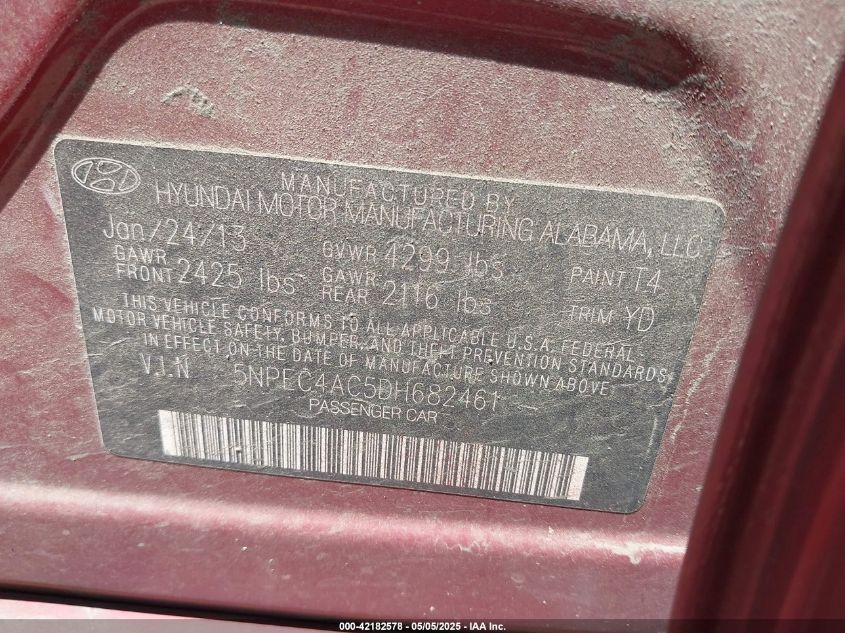 MANUFACTURED BY
HYUNDAI MOTOR MANUFACTURING ALABAMA, LLC
Jan/24/13 GVWR 4299 lbs PAINT T4
GAWR FRONT 2425 lbs GAWR REAR 2116 lbs TRIM YD
THIS VEHICLE CONFORMS TO ALL APPLICABLE U.S.A. FEDERAL
MOTOR VEHICLE SAFETY, BUMPER, AND THEFT PREVENTION STANDARDS
IN EFFECT ON THE DATE OF MANUFACTURE SHOWN ABOVE.
V.I.N 5NPEC4AC5DH682461
PASSENGER CAR
000-42182578 - 05/05/2025 - IAA Inc.